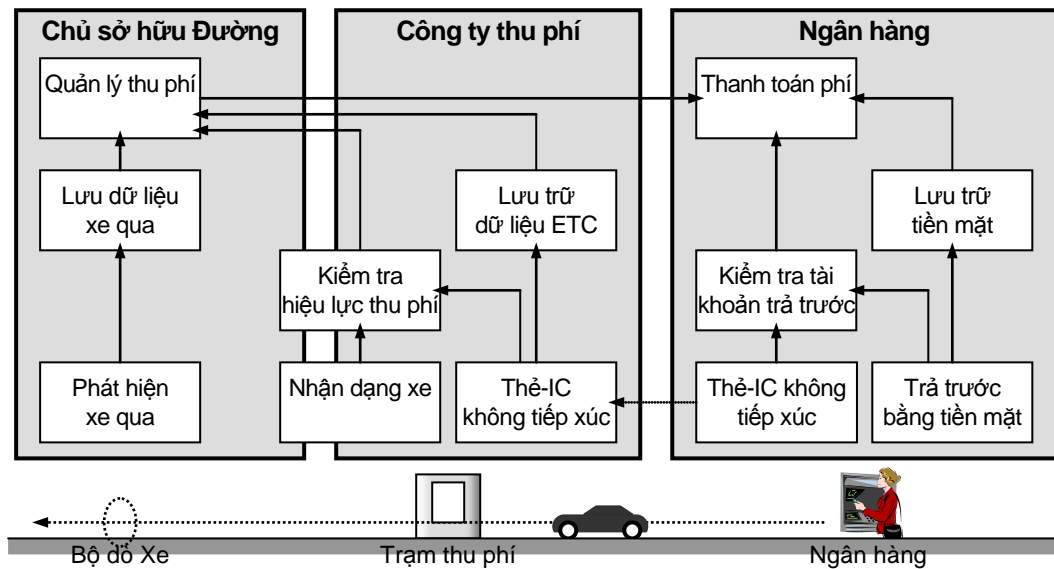 Chủ sở hữu Đường
Công ty thu phí
Ngân hàng
Quản lý thu phí
Thanh toán phí
Lưu dữ liệu
xe qua
Lưu trữ
dữ liệu ETC
Lưu trữ
tiền mặt
Kiểm tra
hiệu lực thu phí
Kiểm tra tài
khoản trả trước
Phát hiện
xe qua
Nhận dạng xe
Thẻ-IC
không tiếp xúc
Thẻ-IC không
tiếp xúc
Trả trước
bằng tiền mặt
Bộ dò Xe
Trạm thu phí
Ngân hàng